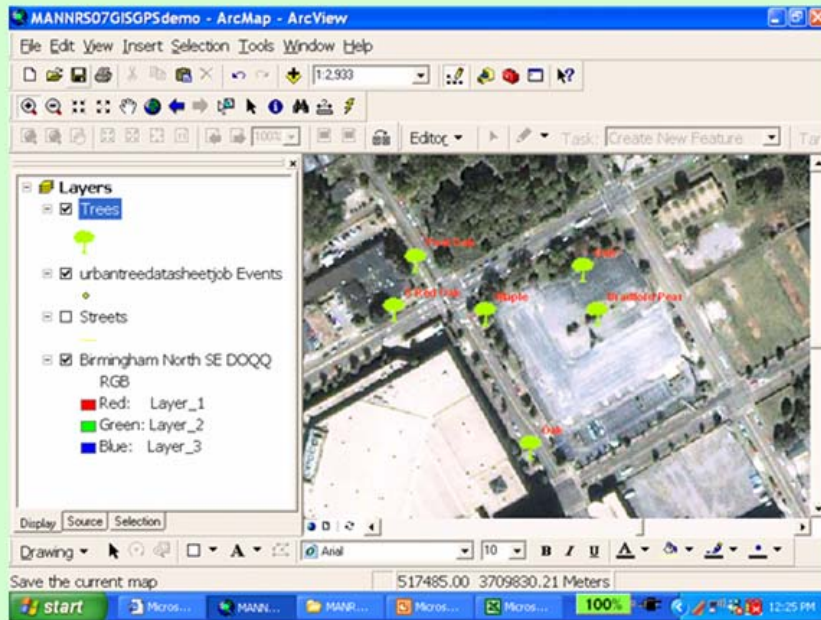 MANNRS07GISGPSdemo - ArcMap - ArcView
File Edit View Insert Selection Tools Window Help
1:2,933
100%
Editor
Task: Create New Feature
Layers
Trees
urbantreedatasheetjob Events
Streets
Birmingham North SE DOQQ
RGB
Red: Layer_1
Green: Layer_2
Blue: Layer_3
S Red Oak
Maple
Bradford Pear
Oak
Display Source Selection
Drawing
A
Arial
10
B I U A
Save the current map
517485.00 3709830.21 Meters
start
Micros...
MANN...
MANR...
Micros...
Micros...
100%
12:25 PM